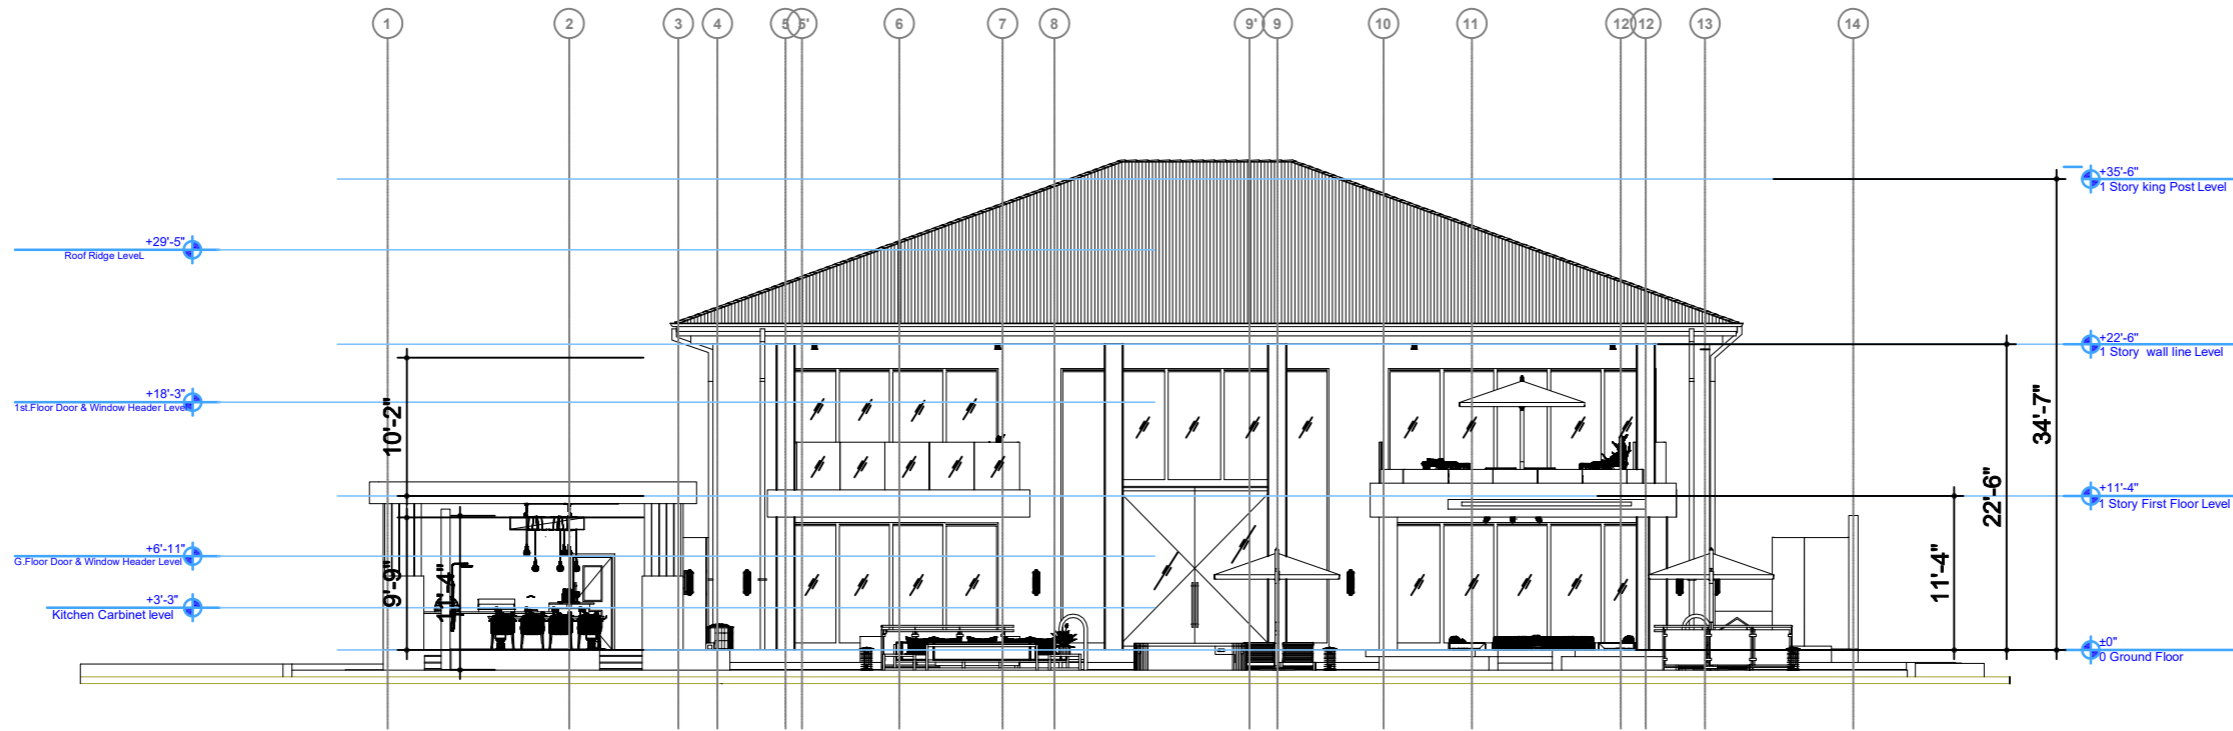 1 2 3 4 5 5' 6 7 8 9' 9 10 11 12 12 13 14
+35'-6"
1 Story king Post Level
+29'-5"
Roof Ridge LeveL
+22'-6"
1 Story wall line Level
+18'-3"
1st.Floor Door & Window Header Level
10'-2"
34'-7"
22'-6"
+11'-4"
1 Story First Floor Level
+6'-11"
G.Floor Door & Window Header Level
9'-9"
11'-4"
11'-4"
+3'-3"
Kitchen Carbinet level
±0"
0 Ground Floor